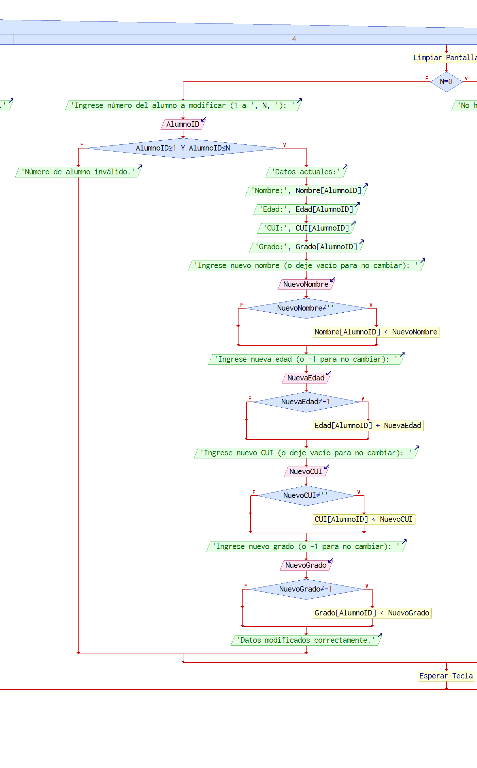 4
Limpiar Pantalla
F N=0 V
.'
'Ingrese número del alumno a modificar (1 a ', N, '): '
'No h
AlumnoID
F AlumnoID≥1 Y AlumnoID≤N V
'Número de alumno inválido.'
'Datos actuales:'
'Nombre:', Nombre[AlumnoID]
'Edad:', Edad[AlumnoID]
'CUI:', CUI[AlumnoID]
'Grado:', Grado[AlumnoID]
'Ingrese nuevo nombre (o deje vacío para no cambiar): '
NuevoNombre
F NuevoNombre≠'' V
Nombre[AlumnoID] ← NuevoNombre
'Ingrese nueva edad (o -1 para no cambiar): '
NuevaEdad
F NuevaEdad≠-1 V
Edad[AlumnoID] ← NuevaEdad
'Ingrese nuevo CUI (o deje vacío para no cambiar): '
NuevoCUI
F NuevoCUI≠'' V
CUI[AlumnoID] ← NuevoCUI
'Ingrese nuevo grado (o -1 para no cambiar): '
NuevoGrado
F NuevoGrado≠-1 V
Grado[AlumnoID] ← NuevoGrado
'Datos modificados correctamente.'
Esperar Tecla